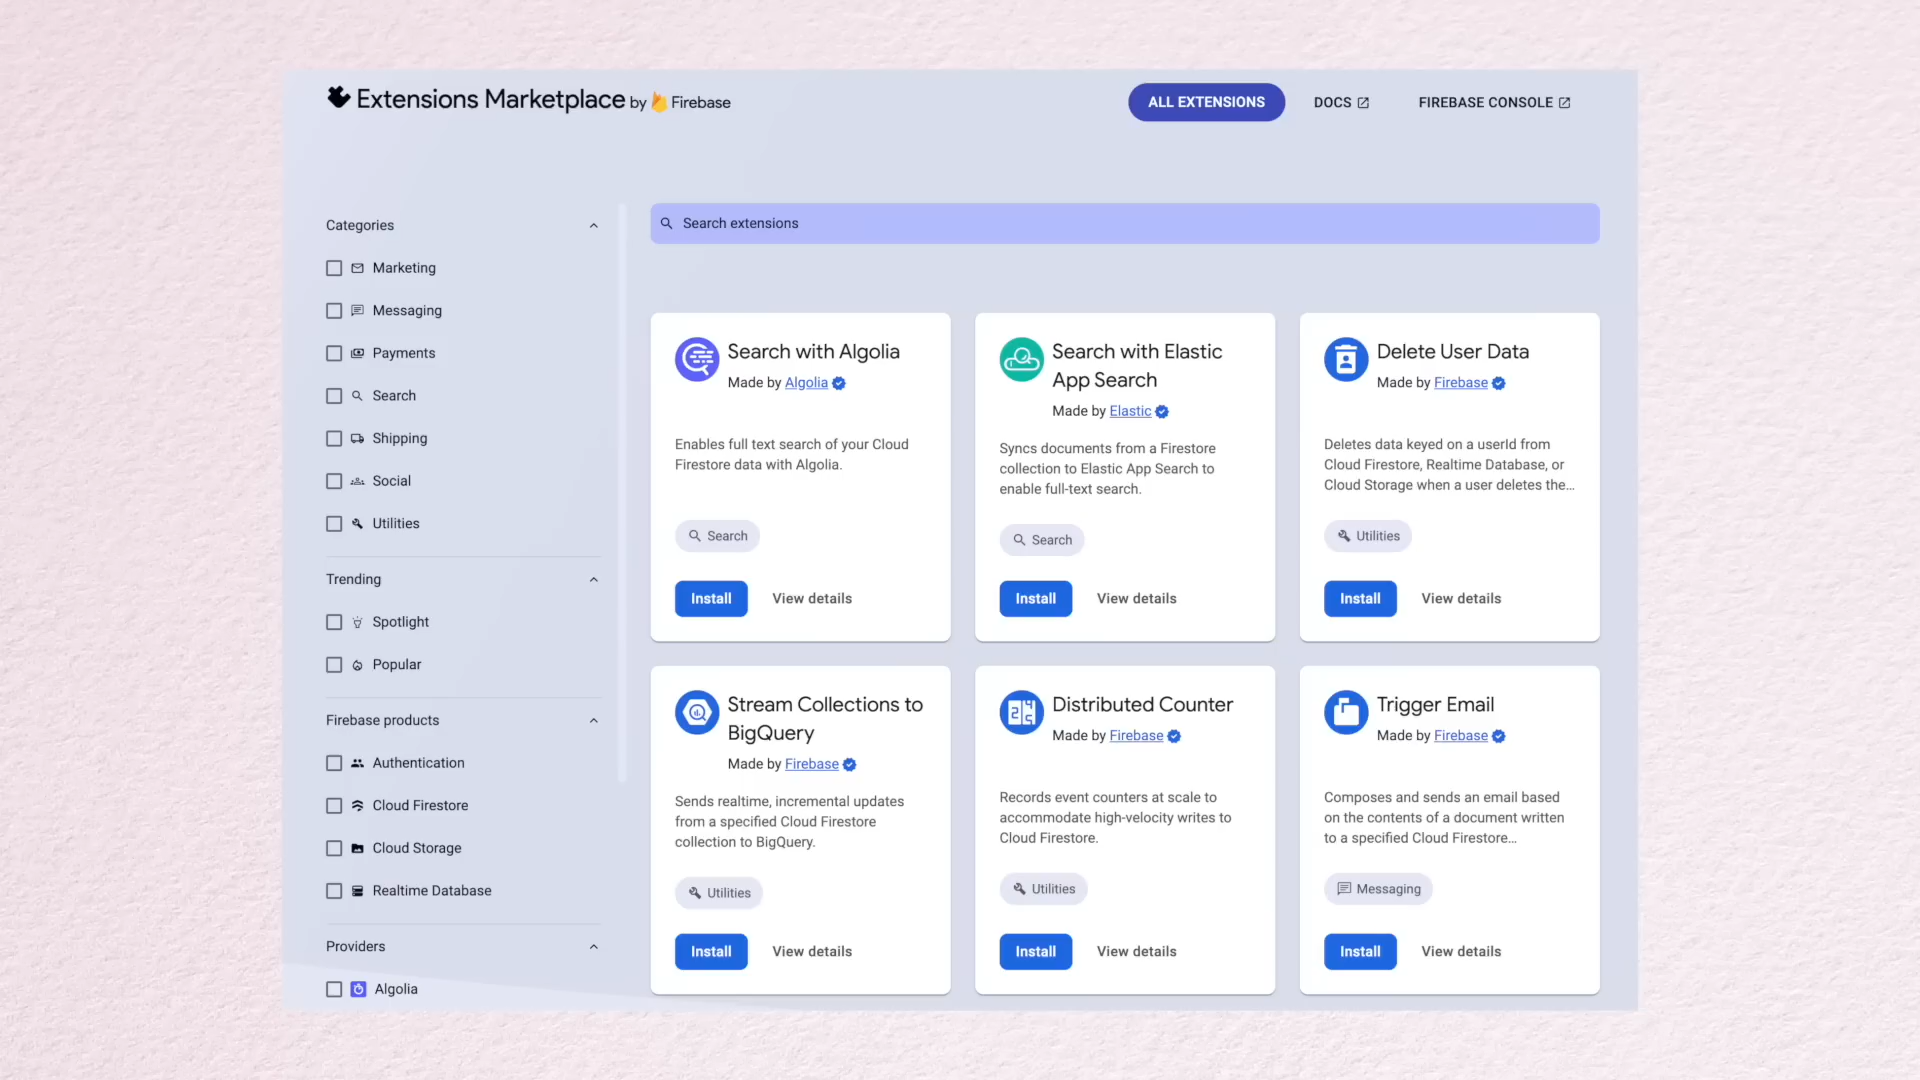 Extensions Marketplace by Firebase
ALL EXTENSIONS
DOCS
FIREBASE CONSOLE
Categories
Marketing
Messaging
Payments
Search
Shipping
Social
Utilities
Trending
Spotlight
Popular
Firebase products
Authentication
Cloud Firestore
Cloud Storage
Realtime Database
Providers
Algolia
Search extensions
Search with Algolia
Made by Algolia
Enables full text search of your Cloud
Firestore data with Algolia.
Search
Install
View details
Search with Elastic
App Search
Made by Elastic
Syncs documents from a Firestore
collection to Elastic App Search to
enable full-text search.
Search
Install
View details
Delete User Data
Made by Firebase
Deletes data keyed on a userId from
Cloud Firestore, Realtime Database, or
Cloud Storage when a user deletes the...
Utilities
Install
View details
Stream Collections to
BigQuery
Made by Firebase
Sends realtime, incremental updates
from a specified Cloud Firestore
collection to BigQuery.
Utilities
Install
View details
Distributed Counter
Made by Firebase
Records event counters at scale to
accommodate high-velocity writes to
Cloud Firestore.
Utilities
Install
View details
Trigger Email
Made by Firebase
Composes and sends an email based
on the contents of a document written
to a specified Cloud Firestore...
Messaging
Install
View details